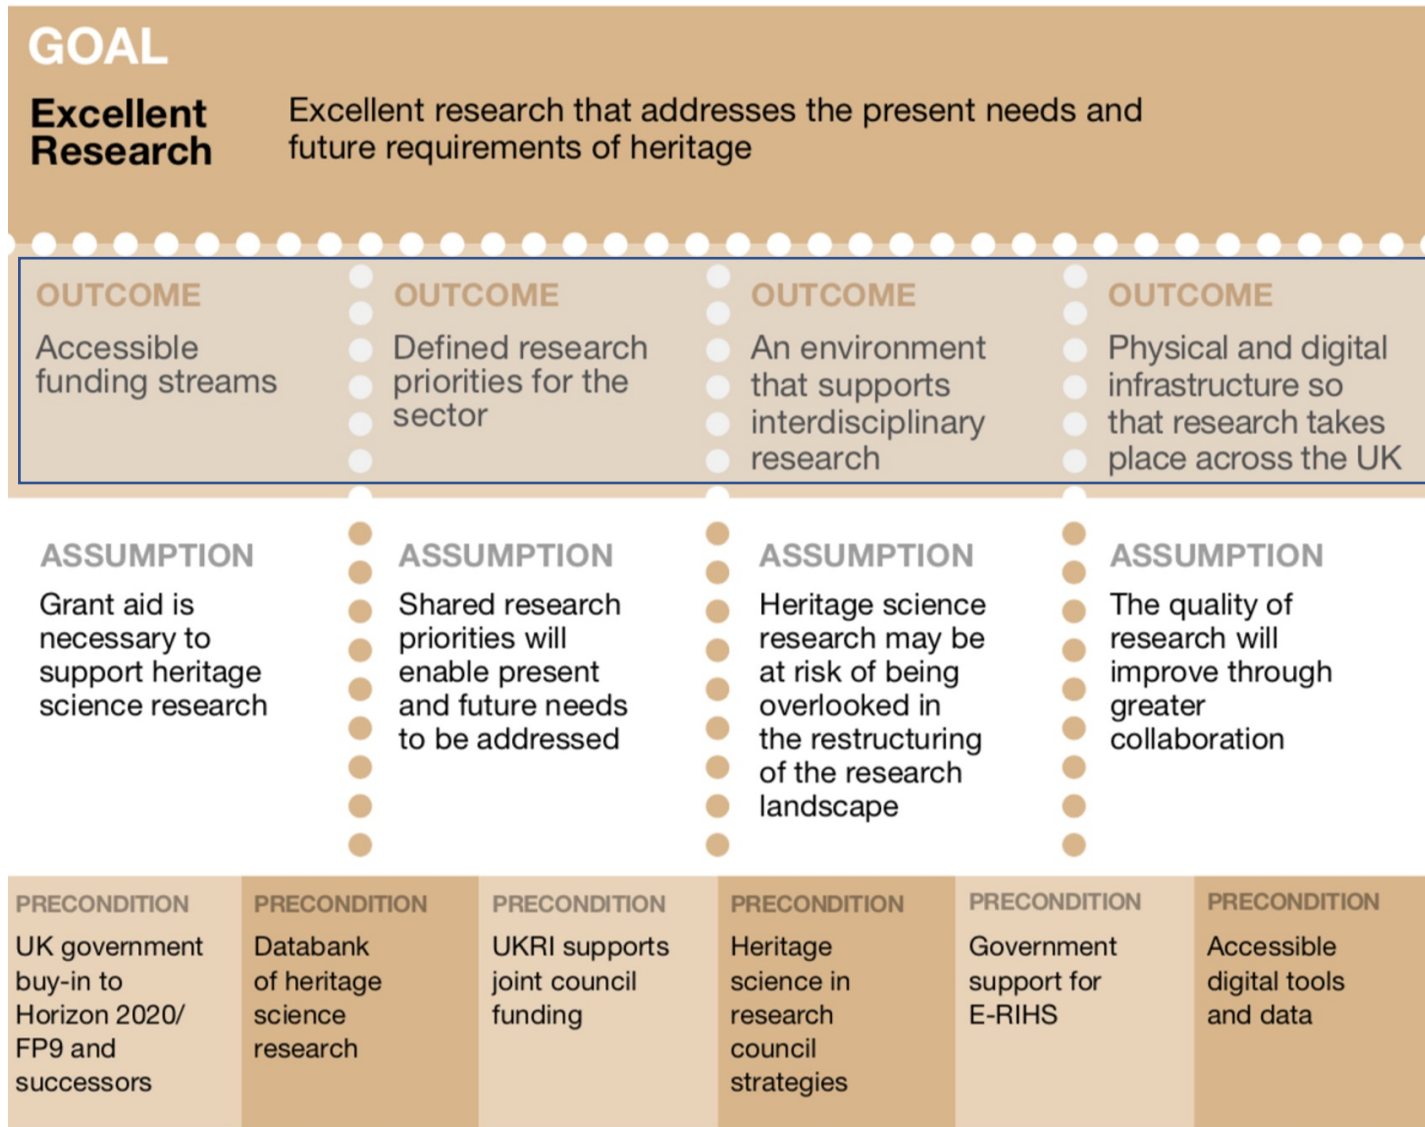 GOAL
Excellent
Research
Excellent research that addresses the present needs and
future requirements of heritage
OUTCOME
Accessible
funding streams
OUTCOME
Defined research
priorities for the
sector
OUTCOME
An environment
that supports
interdisciplinary
research
OUTCOME
Physical and digital
infrastructure so
that research takes
place across the UK
ASSUMPTION
Grant aid is
necessary to
support heritage
science research
ASSUMPTION
Shared research
priorities will
enable present
and future needs
to be addressed
ASSUMPTION
Heritage science
research may be
at risk of being
overlooked in
the restructuring
of the research
landscape
ASSUMPTION
The quality of
research will
improve through
greater
collaboration
PRECONDITION
UK government
buy-in to
Horizon 2020/
FP9 and
successors
PRECONDITION
Databank
of heritage
science
research
PRECONDITION
UKRI supports
joint council
funding
PRECONDITION
Heritage
science in
research
council
strategies
PRECONDITION
Government
support for
E-RIHS
PRECONDITION
Accessible
digital tools
and data